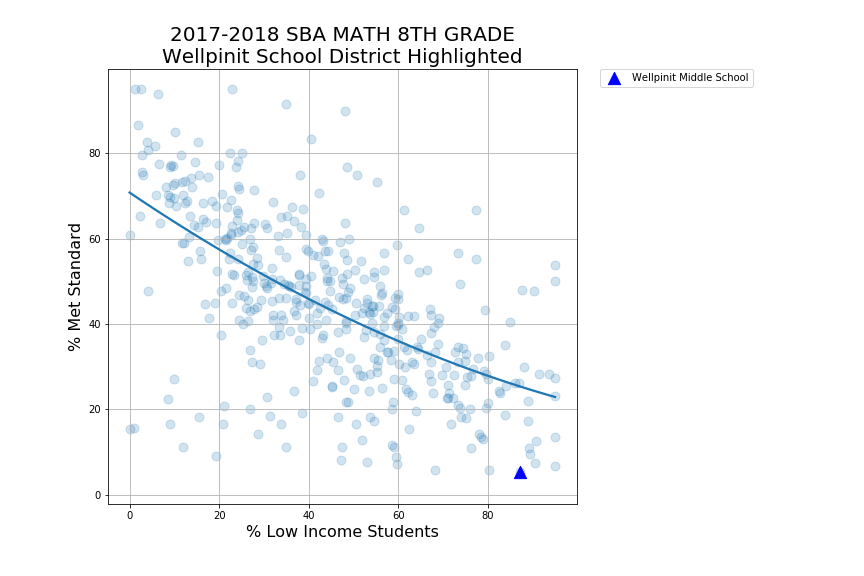 2017-2018 SBA MATH 8TH GRADE
Wellpinit School District Highlighted
Wellpinit Middle School
% Met Standard
80
60
40
20
0
0 20 40 60 80
% Low Income Students